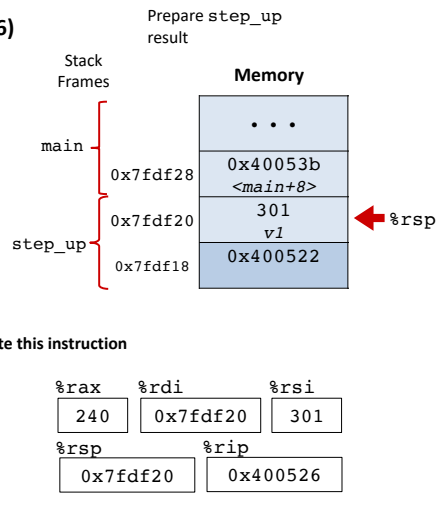 6)
Prepare step_up
result
Stack
Frames
Memory
• • •
main
0x7fdf28
0x40053b
<main+8>
0x7fdf20
301
v1
%rsp
step_up
0x7fdf18
0x400522
te this instruction
%rax
%rdi
%rsi
240
0x7fdf20
301
%rsp
%rip
0x7fdf20
0x400526